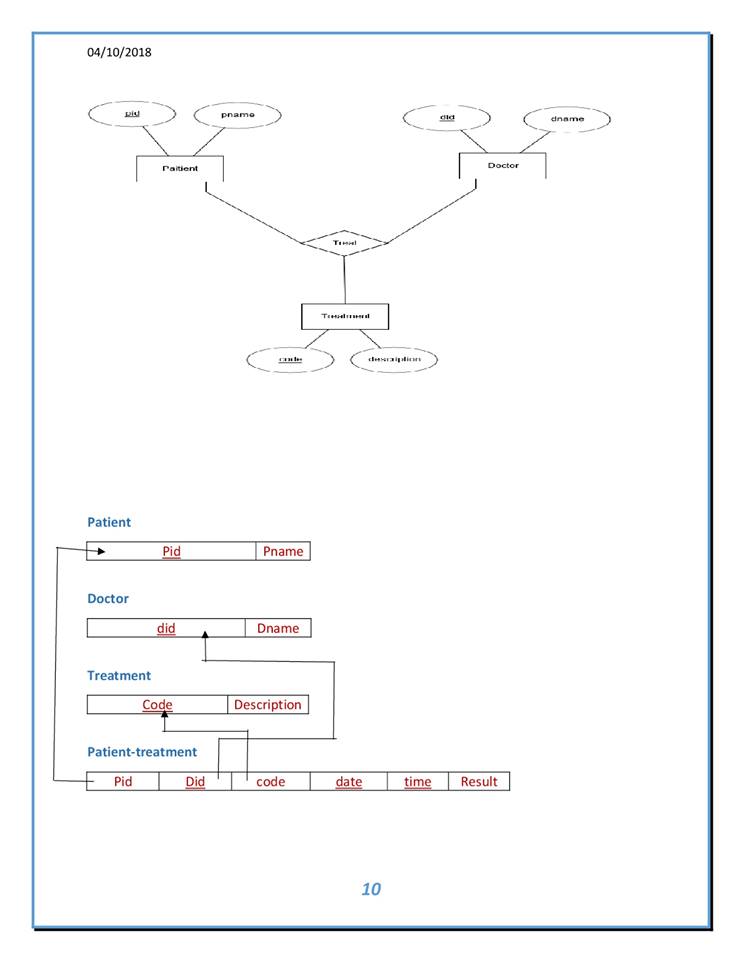 04/10/2018
pid pname did dname
Paitient Doctor
Treat
Treatment
code description
Patient
Pid Pname
Doctor
did Dname
Treatment
Code Description
Patient-treatment
Pid Did code date time Result
10